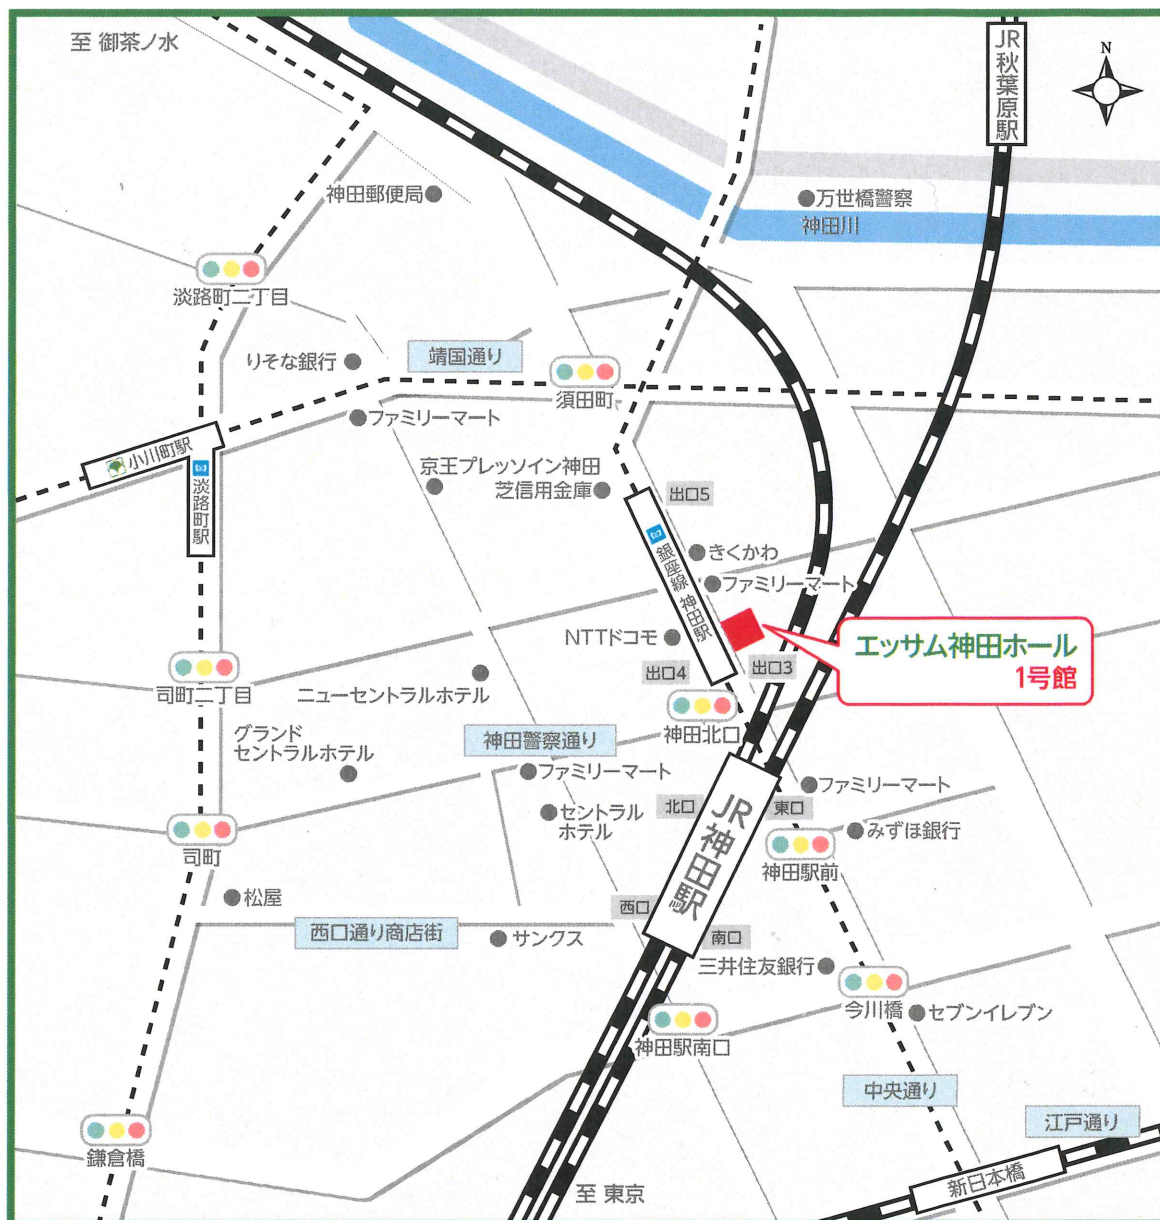 至 御茶ノ水
JR秋葉原駅
N
神田郵便局
万世橋警察
神田川
淡路町二丁目
りそな銀行
靖国通り
須田町
ファミリーマート
小川町駅
淡路町駅
京王プレッソイン神田
芝信用金庫
出口5
銀座線 神田駅
きくかわ
ファミリーマート
NTTドコモ
出口4
出口3
エッサム神田ホール
1号館
司町二丁目
ニューセントラルホテル
神田北口
グランド
セントラルホテル
神田警察通り
ファミリーマート
セントラル
ホテル
北口
JR神田駅
東口
ファミリーマート
みずほ銀行
神田駅前
司町
松屋
西口
西口通り商店街
サンクス
南口
三井住友銀行
今川橋
セブンイレブン
神田駅南口
中央通り
江戸通り
鎌倉橋
至 東京
新日本橋